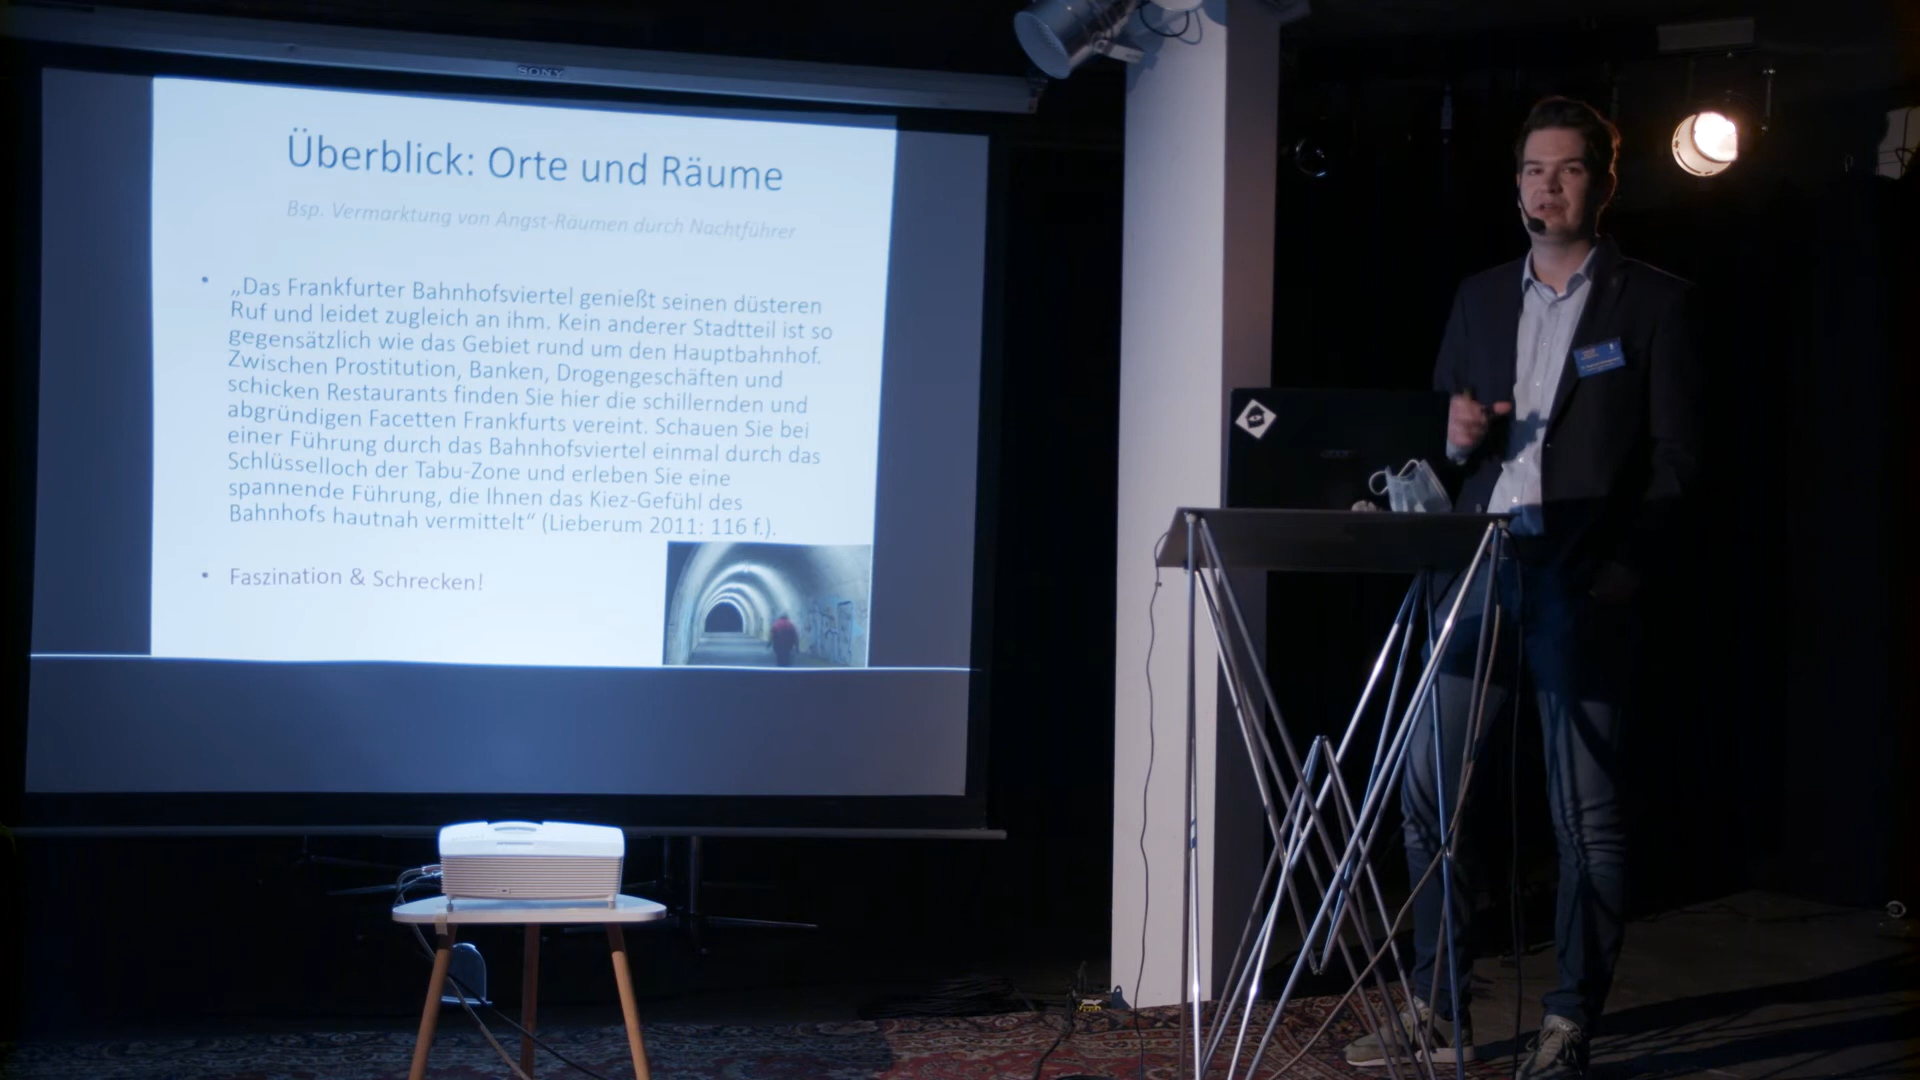 SONY
Überblick: Orte und Räume
Bsp. Vermarktung von Angst-Räumen durch Nachtführer
• „Das Frankfurter Bahnhofsviertel genießt seinen düsteren
Ruf und leidet zugleich an ihm. Kein anderer Stadtteil ist so
gegensätzlich wie das Gebiet rund um den Hauptbahnhof.
Zwischen Prostitution, Banken, Drogengeschäften und
schicken Restaurants finden Sie hier die schillernden und
abgründigen Facetten Frankfurts vereint. Schauen Sie bei
einer Führung durch das Bahnhofsviertel einmal durch das
Schlüsselloch der Tabu-Zone und erleben Sie eine
spannende Führung, die Ihnen das Kiez-Gefühl des
Bahnhofs hautnah vermittelt“ (Lieberum 2011: 116 f.).
• Faszination & Schrecken!
acer